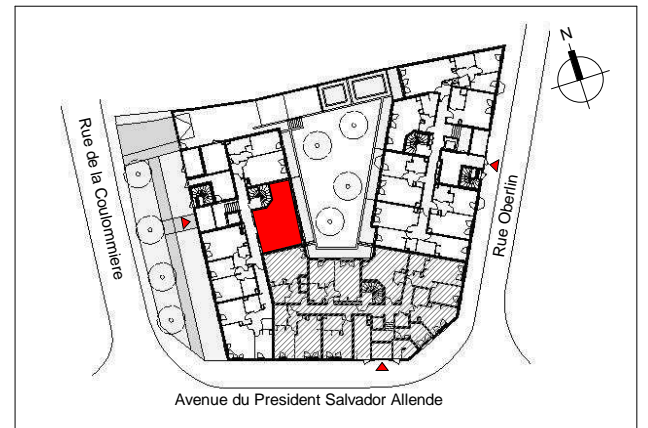 N
Rue de la Coulommiere
Rue Oberlin
Avenue du President Salvador Allende